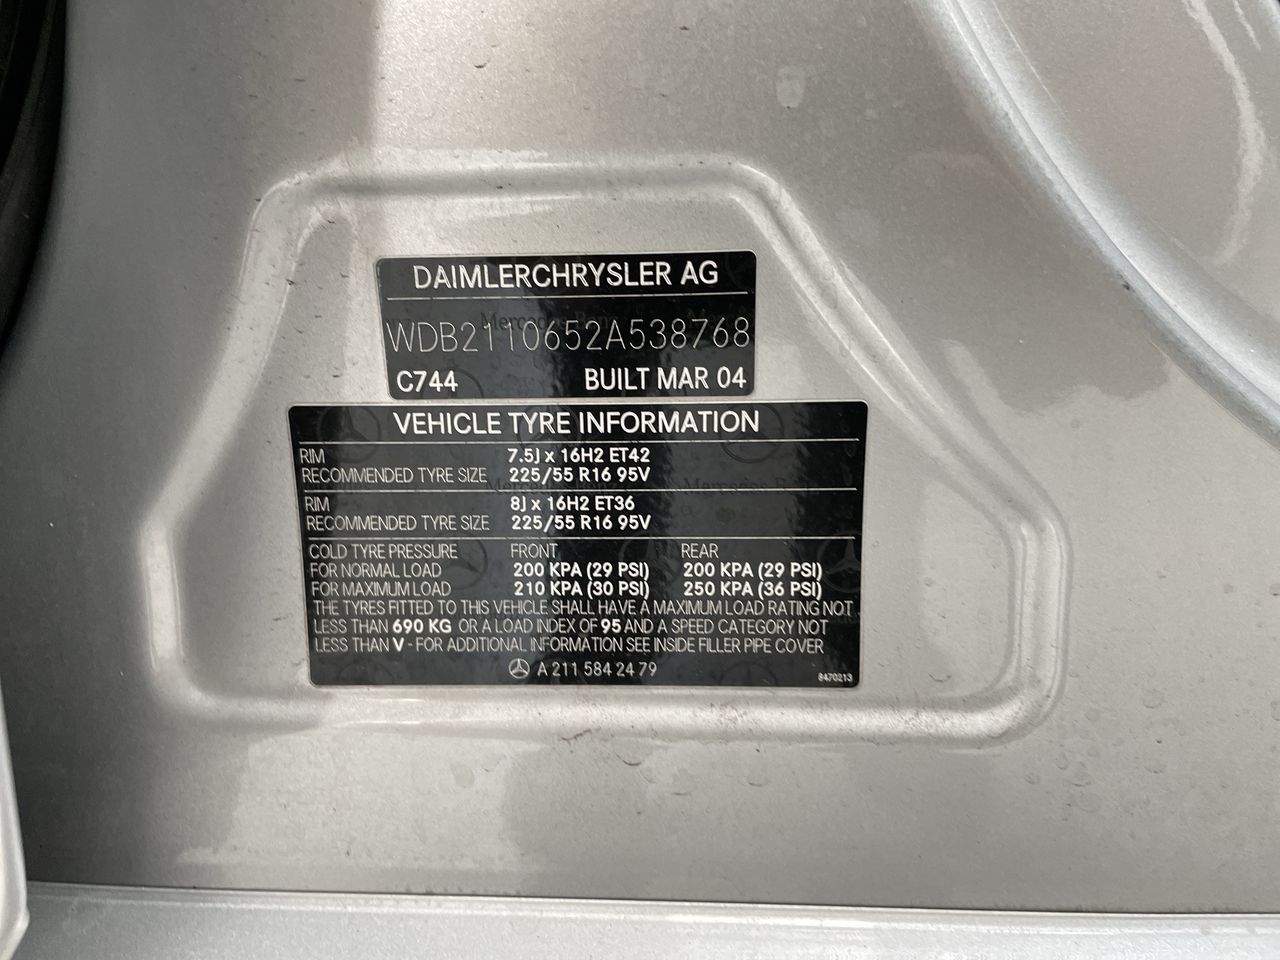 DAIMLERCHRYSLER AG
WDB2110652A538768
C744 BUILT MAR 04
VEHICLE TYRE INFORMATION
RIM 7.5J x 16H2 ET42
RECOMMENDED TYRE SIZE 225/55 R16 95V
RIM 8J x 16H2 ET36
RECOMMENDED TYRE SIZE 225/55 R16 95V
COLD TYRE PRESSURE FRONT REAR
FOR NORMAL LOAD 200 KPA (29 PSI) 200 KPA (29 PSI)
FOR MAXIMUM LOAD 210 KPA (30 PSI) 250 KPA (36 PSI)
THE TYRES FITTED TO THIS VEHICLE SHALL HAVE A MAXIMUM LOAD RATING NOT
LESS THAN 690 KG OR A LOAD INDEX OF 95 AND A SPEED CATEGORY NOT
LESS THAN V - FOR ADDITIONAL INFORMATION SEE INSIDE FILLER PIPE COVER
A 211 584 24 79
8470213